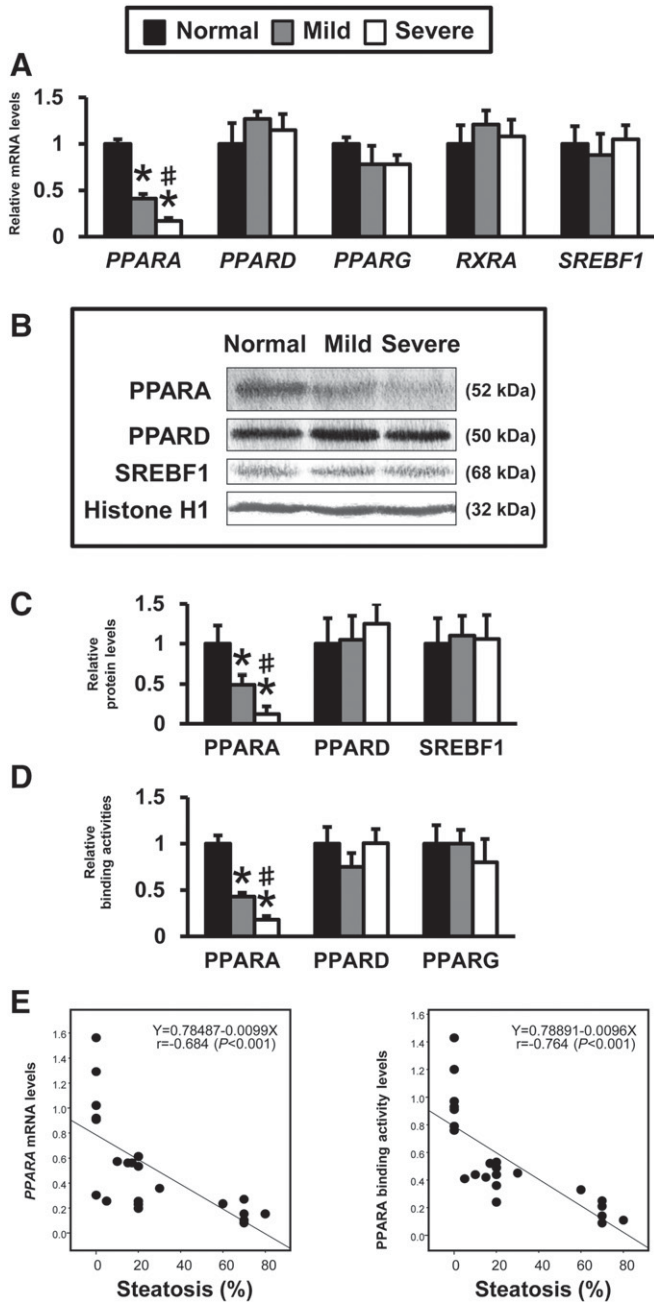 Normal Mild Severe
A
Relative mRNA levels
1.5
1
0.5
0
*
#
*
PPARA PPARD PPARG RXRA SREBF1
B
Normal Mild Severe
PPARA (52 kDa)
PPARD (50 kDa)
SREBF1 (68 kDa)
Histone H1 (32 kDa)
C
Relative
protein levels
1.5
1
0.5
0
*
#
*
PPARA PPARD SREBF1
D
Relative
binding activities
1.5
1
0.5
0
*
#
*
PPARA PPARD PPARG
E
Y=0.78487-0.0099X
r=-0.684 (P<0.001)
PPARA mRNA levels
1.6
1.4
1.2
1.0
0.8
0.6
0.4
0.2
0.0
0 20 40 60 80
Steatosis (%)
Y=0.78891-0.0096X
r=-0.764 (P<0.001)
PPARA binding activity levels
1.6
1.4
1.2
1.0
0.8
0.6
0.4
0.2
0.0
0 20 40 60 80
Steatosis (%)